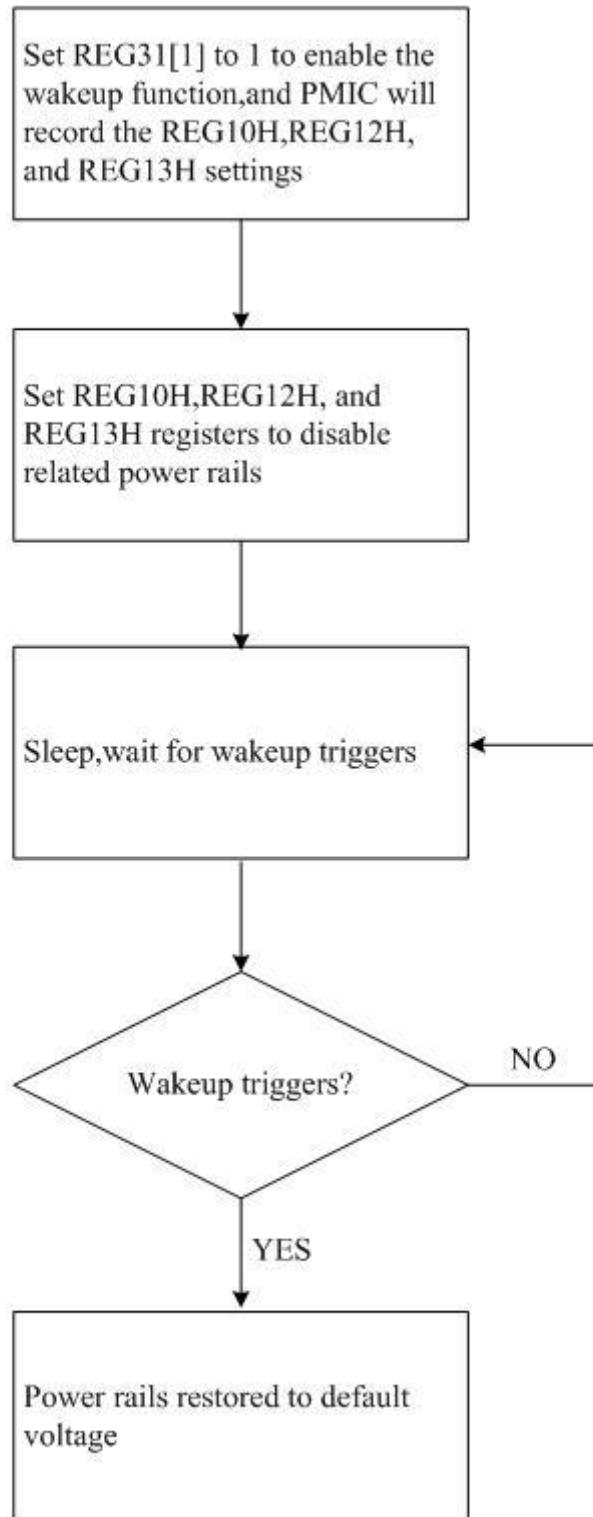 Set REG31[1] to 1 to enable the
wakeup function,and PMIC will
record the REG10H,REG12H,
and REG13H settings
Set REG10H,REG12H, and
REG13H registers to disable
related power rails
Sleep,wait for wakeup triggers
Wakeup triggers?
NO
YES
Power rails restored to default
voltage